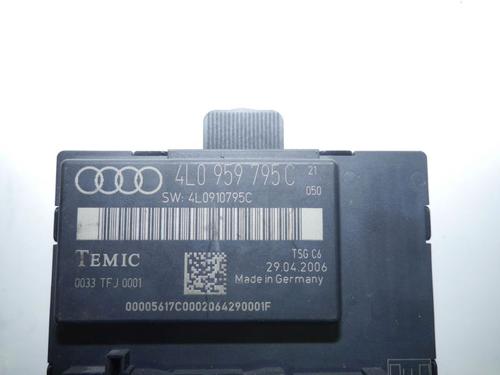 4L0 959 795 C 21
SW: 4L0910795C 050
TEMIC TSG C6
29.04.2006
0033 TFJ 0001 Made in Germany
00005617C0002064290001F